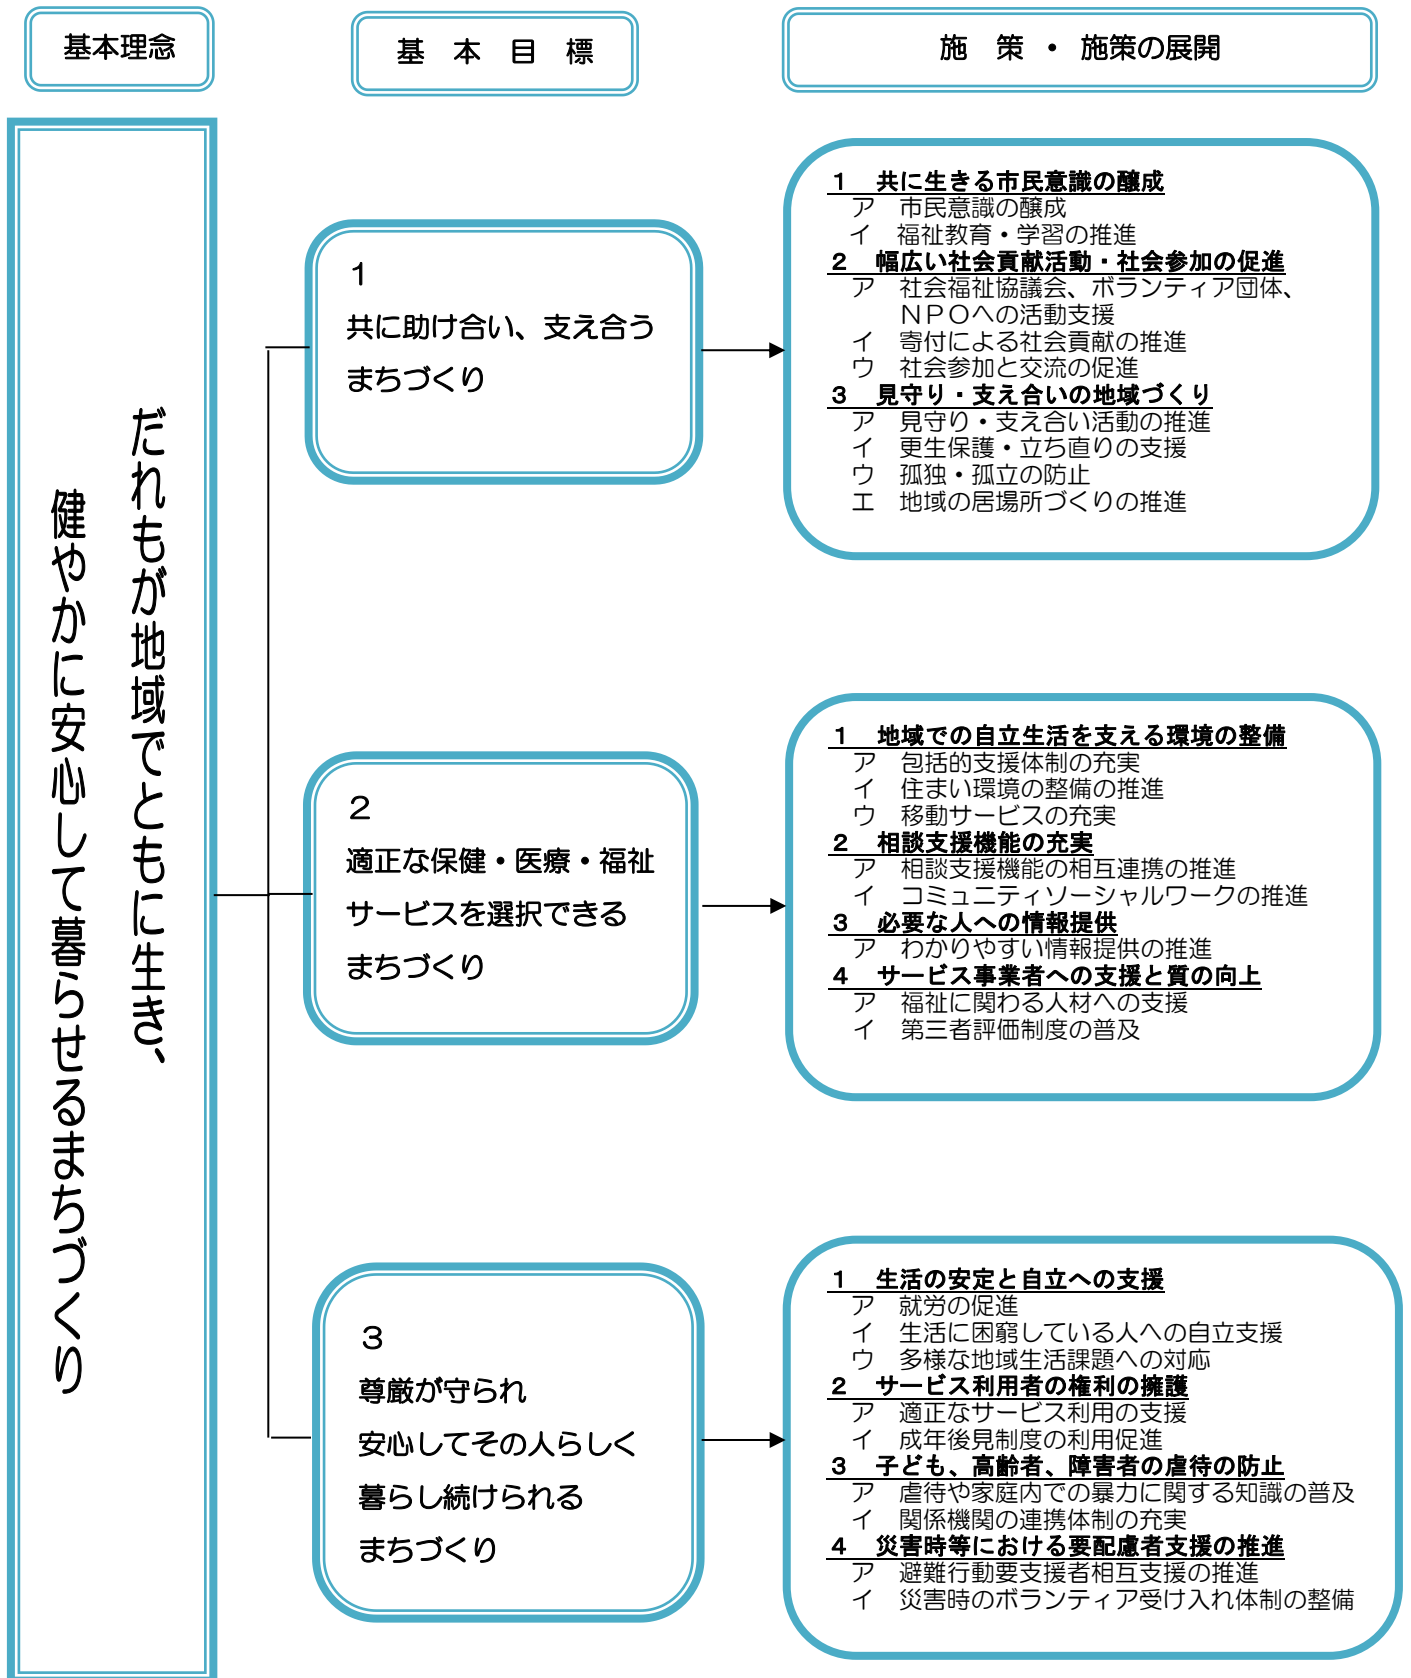 基本理念
基　本　目　標
施　策　・　施策の展開
だれもが地域でともに生き、
健やかに安心して暮らせるまちづくり
１
共に助け合い、支え合う
まちづくり
１　共に生きる市民意識の醸成
ア　市民意識の醸成
イ　福祉教育・学習の推進
２　幅広い社会貢献活動・社会参加の促進
ア　社会福祉協議会、ボランティア団体、
ＮＰＯへの活動支援
イ　寄付による社会貢献の推進
ウ　社会参加と交流の促進
３　見守り・支え合いの地域づくり
ア　見守り・支え合い活動の推進
イ　更生保護・立ち直りの支援
ウ　孤独・孤立の防止
エ　地域の居場所づくりの推進
２
適正な保健・医療・福祉
サービスを選択できる
まちづくり
１　地域での自立生活を支える環境の整備
ア　包括的支援体制の充実
イ　住まい環境の整備の推進
ウ　移動サービスの充実
２　相談支援機能の充実
ア　相談支援機能の相互連携の推進
イ　コミュニティソーシャルワークの推進
３　必要な人への情報提供
ア　わかりやすい情報提供の推進
４　サービス事業者への支援と質の向上
ア　福祉に関わる人材への支援
イ　第三者評価制度の普及
３
尊厳が守られ
安心してその人らしく
暮らし続けられる
まちづくり
１　生活の安定と自立への支援
ア　就労の促進
イ　生活に困窮している人への自立支援
ウ　多様な地域生活課題への対応
２　サービス利用者の権利の擁護
ア　適正なサービス利用の支援
イ　成年後見制度の利用促進
３　子ども、高齢者、障害者の虐待の防止
ア　虐待や家庭内での暴力に関する知識の普及
イ　関係機関の連携体制の充実
４　災害時等における要配慮者支援の推進
ア　避難行動要支援者相互支援の推進
イ　災害時のボランティア受け入れ体制の整備